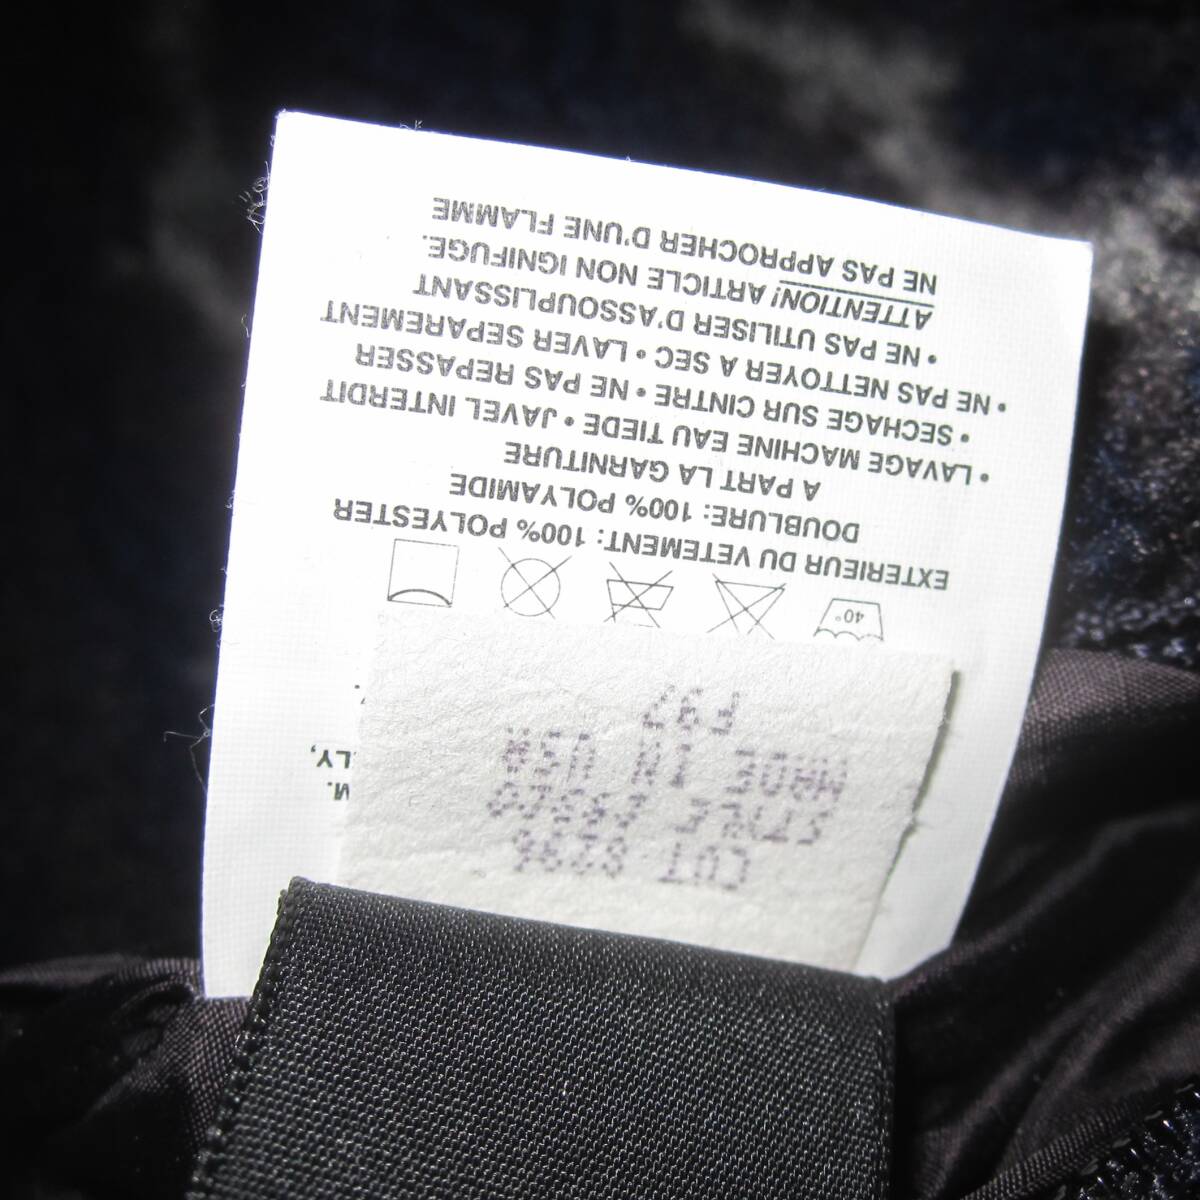 M.
LY,
CUT
STYLE
MADE IN USA
F97
40°
EXTERIEUR DU VETEMENT: 100% POLYESTER
DOUBLURE: 100% POLYAMIDE
A PART LA GARNITURE
• LAVAGE MACHINE EAU TIEDE • JAVEL INTERDIT
• SECHAGE SUR CINTRE • NE PAS REPASSER
• NE PAS NETTOYER A SEC • LAVER SEPAREMENT
• NE PAS UTILISER D'ASSOUPLISSANT
ATTENTION! ARTICLE NON IGNIFUGE.
NE PAS APPROCHER D'UNE FLAMME